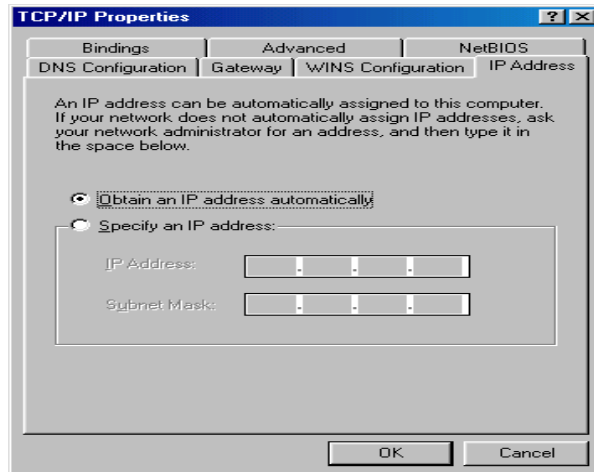 TCP/IP Properties
Bindings Advanced NetBIOS
DNS Configuration Gateway WINS Configuration IP Address
An IP address can be automatically assigned to this computer.
If your network does not automatically assign IP addresses, ask
your network administrator for an address, and then type it in
the space below.
Obtain an IP address automatically
Specify an IP address:
IP Address:
Subnet Mask:
OK Cancel